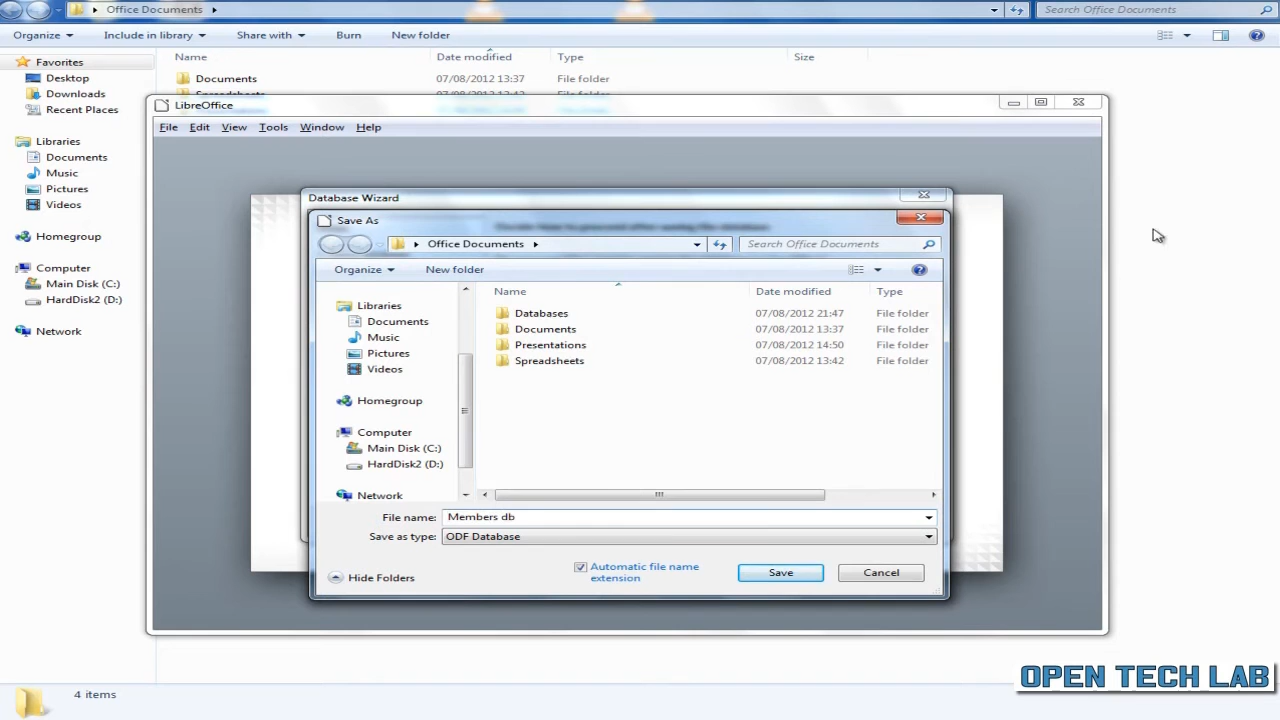 Office Documents
Search Office Documents
Organize Include in library Share with Burn New folder
Name Date modified Type Size
Favorites
Desktop
Downloads
Recent Places
Libraries
Documents
Music
Pictures
Videos
Homegroup
Computer
Main Disk (C:)
HardDisk2 (D:)
Network
Documents 07/08/2012 13:37 File folder
LibreOffice
File Edit View Tools Window Help
Database Wizard
Save As
Office Documents
Search Office Documents
Organize New folder
Libraries
Documents
Music
Pictures
Videos
Homegroup
Computer
Main Disk (C:)
HardDisk2 (D:)
Network
Name Date modified Type
Databases 07/08/2012 21:47 File folder
Documents 07/08/2012 13:37 File folder
Presentations 07/08/2012 14:50 File folder
Spreadsheets 07/08/2012 13:42 File folder
File name: Members db
Save as type: ODF Database
Hide Folders
Automatic file name
extension
Save Cancel
4 items
OPEN TECH LAB